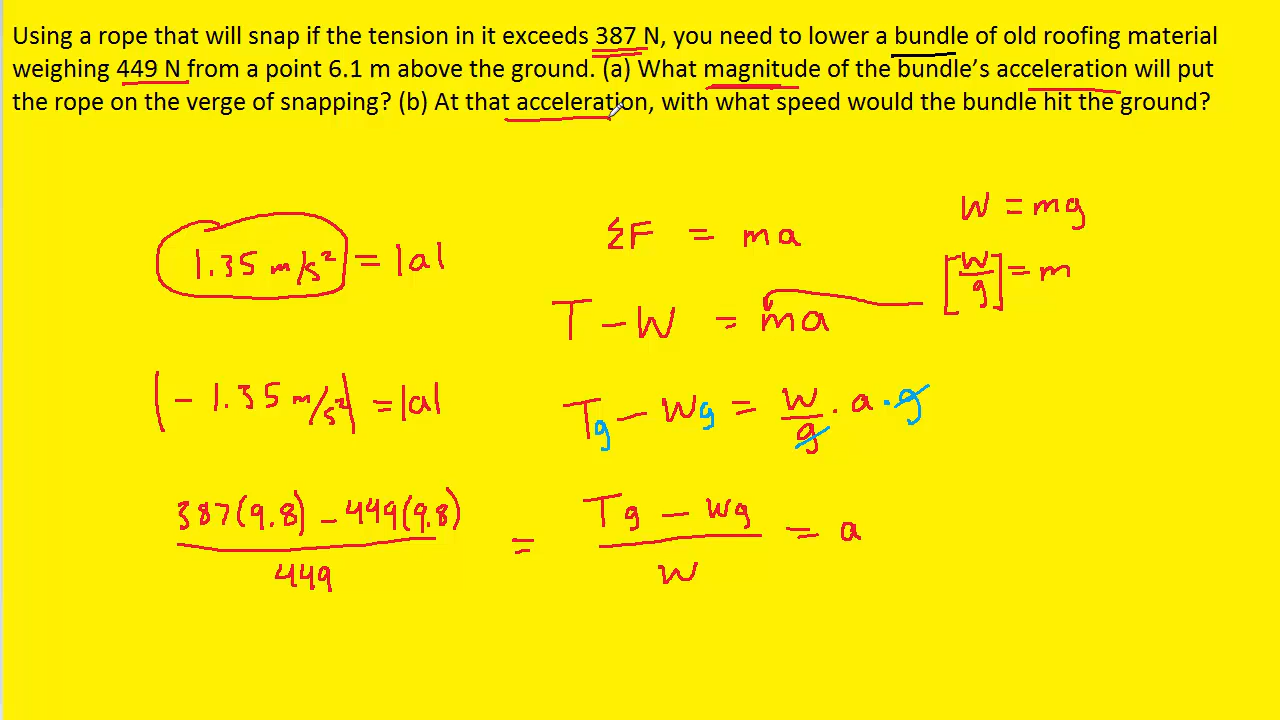 Using a rope that will snap if the tension in it exceeds 387 N, you need to lower a bundle of old roofing material
weighing 449 N from a point 6.1 m above the ground. (a) What magnitude of the bundle's acceleration will put
the rope on the verge of snapping? (b) At that acceleration, with what speed would the bundle hit the ground?
W = mg
ΣF = ma
1.35 m/s² = |a|
[W/g] = m
T - W = ma
|- 1.35 m/s²| = |a|
Tg - Wg = W/g · a · g
387(9.8) - 449(9.8) / 449 = Tg - Wg / W = a